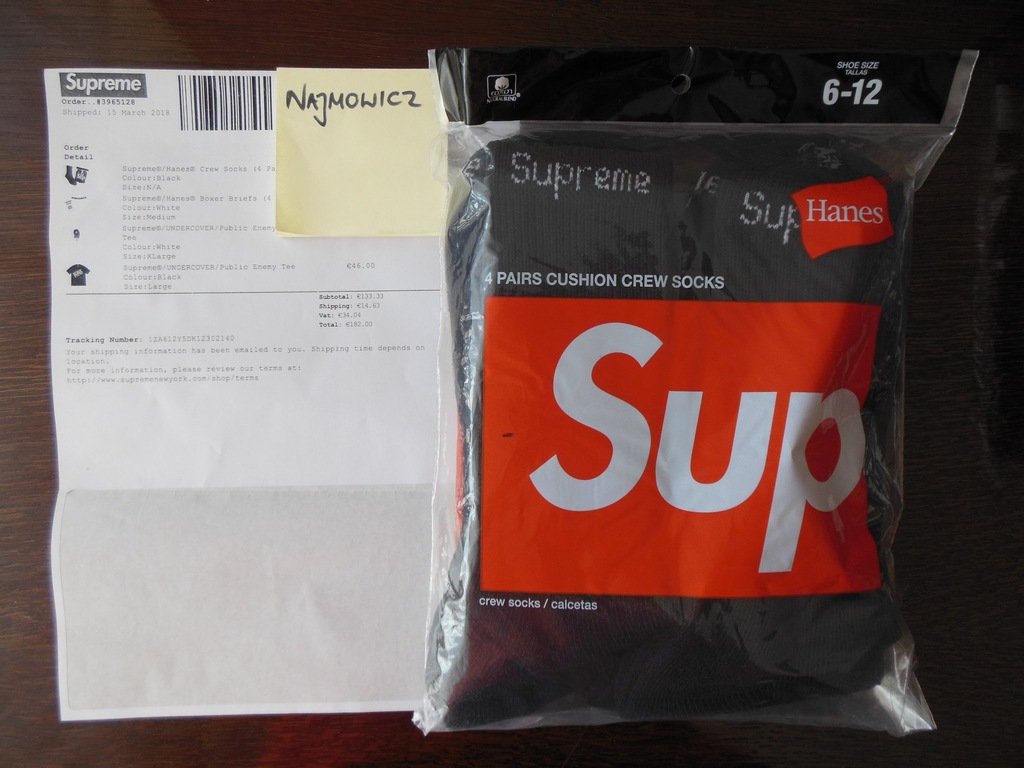 Supreme
Order..#3965128
Shipped: 15 March 2018
NAJMOWICZ
Order
Detail
Supreme®/Hanes® Crew Socks (4 Pa
Colour:Black
Size:N/A
Supreme®/Hanes® Boxer Briefs (4
Colour:White
Size:Medium
Supreme®/UNDERCOVER/Public Enemy
Tee
Colour:White
Size:XLarge
Supreme®/UNDERCOVER/Public Enemy Tee €46.00
Colour:Black
Size:Large
Subtotal: €133.33
Shipping: €14.63
Vat: €34.04
Total: €182.00
Tracking Number: 1ZA612Y5DK12302140
Your shipping information has been emailed to you. Shipping time depends on
location.
For more information, please review our terms at:
http://www.supremenewyork.com/shop/terms
SHOE SIZE
TALLAS
6-12
Supreme
Sup
Hanes
4 PAIRS CUSHION CREW SOCKS
Sup
crew socks / calcetas